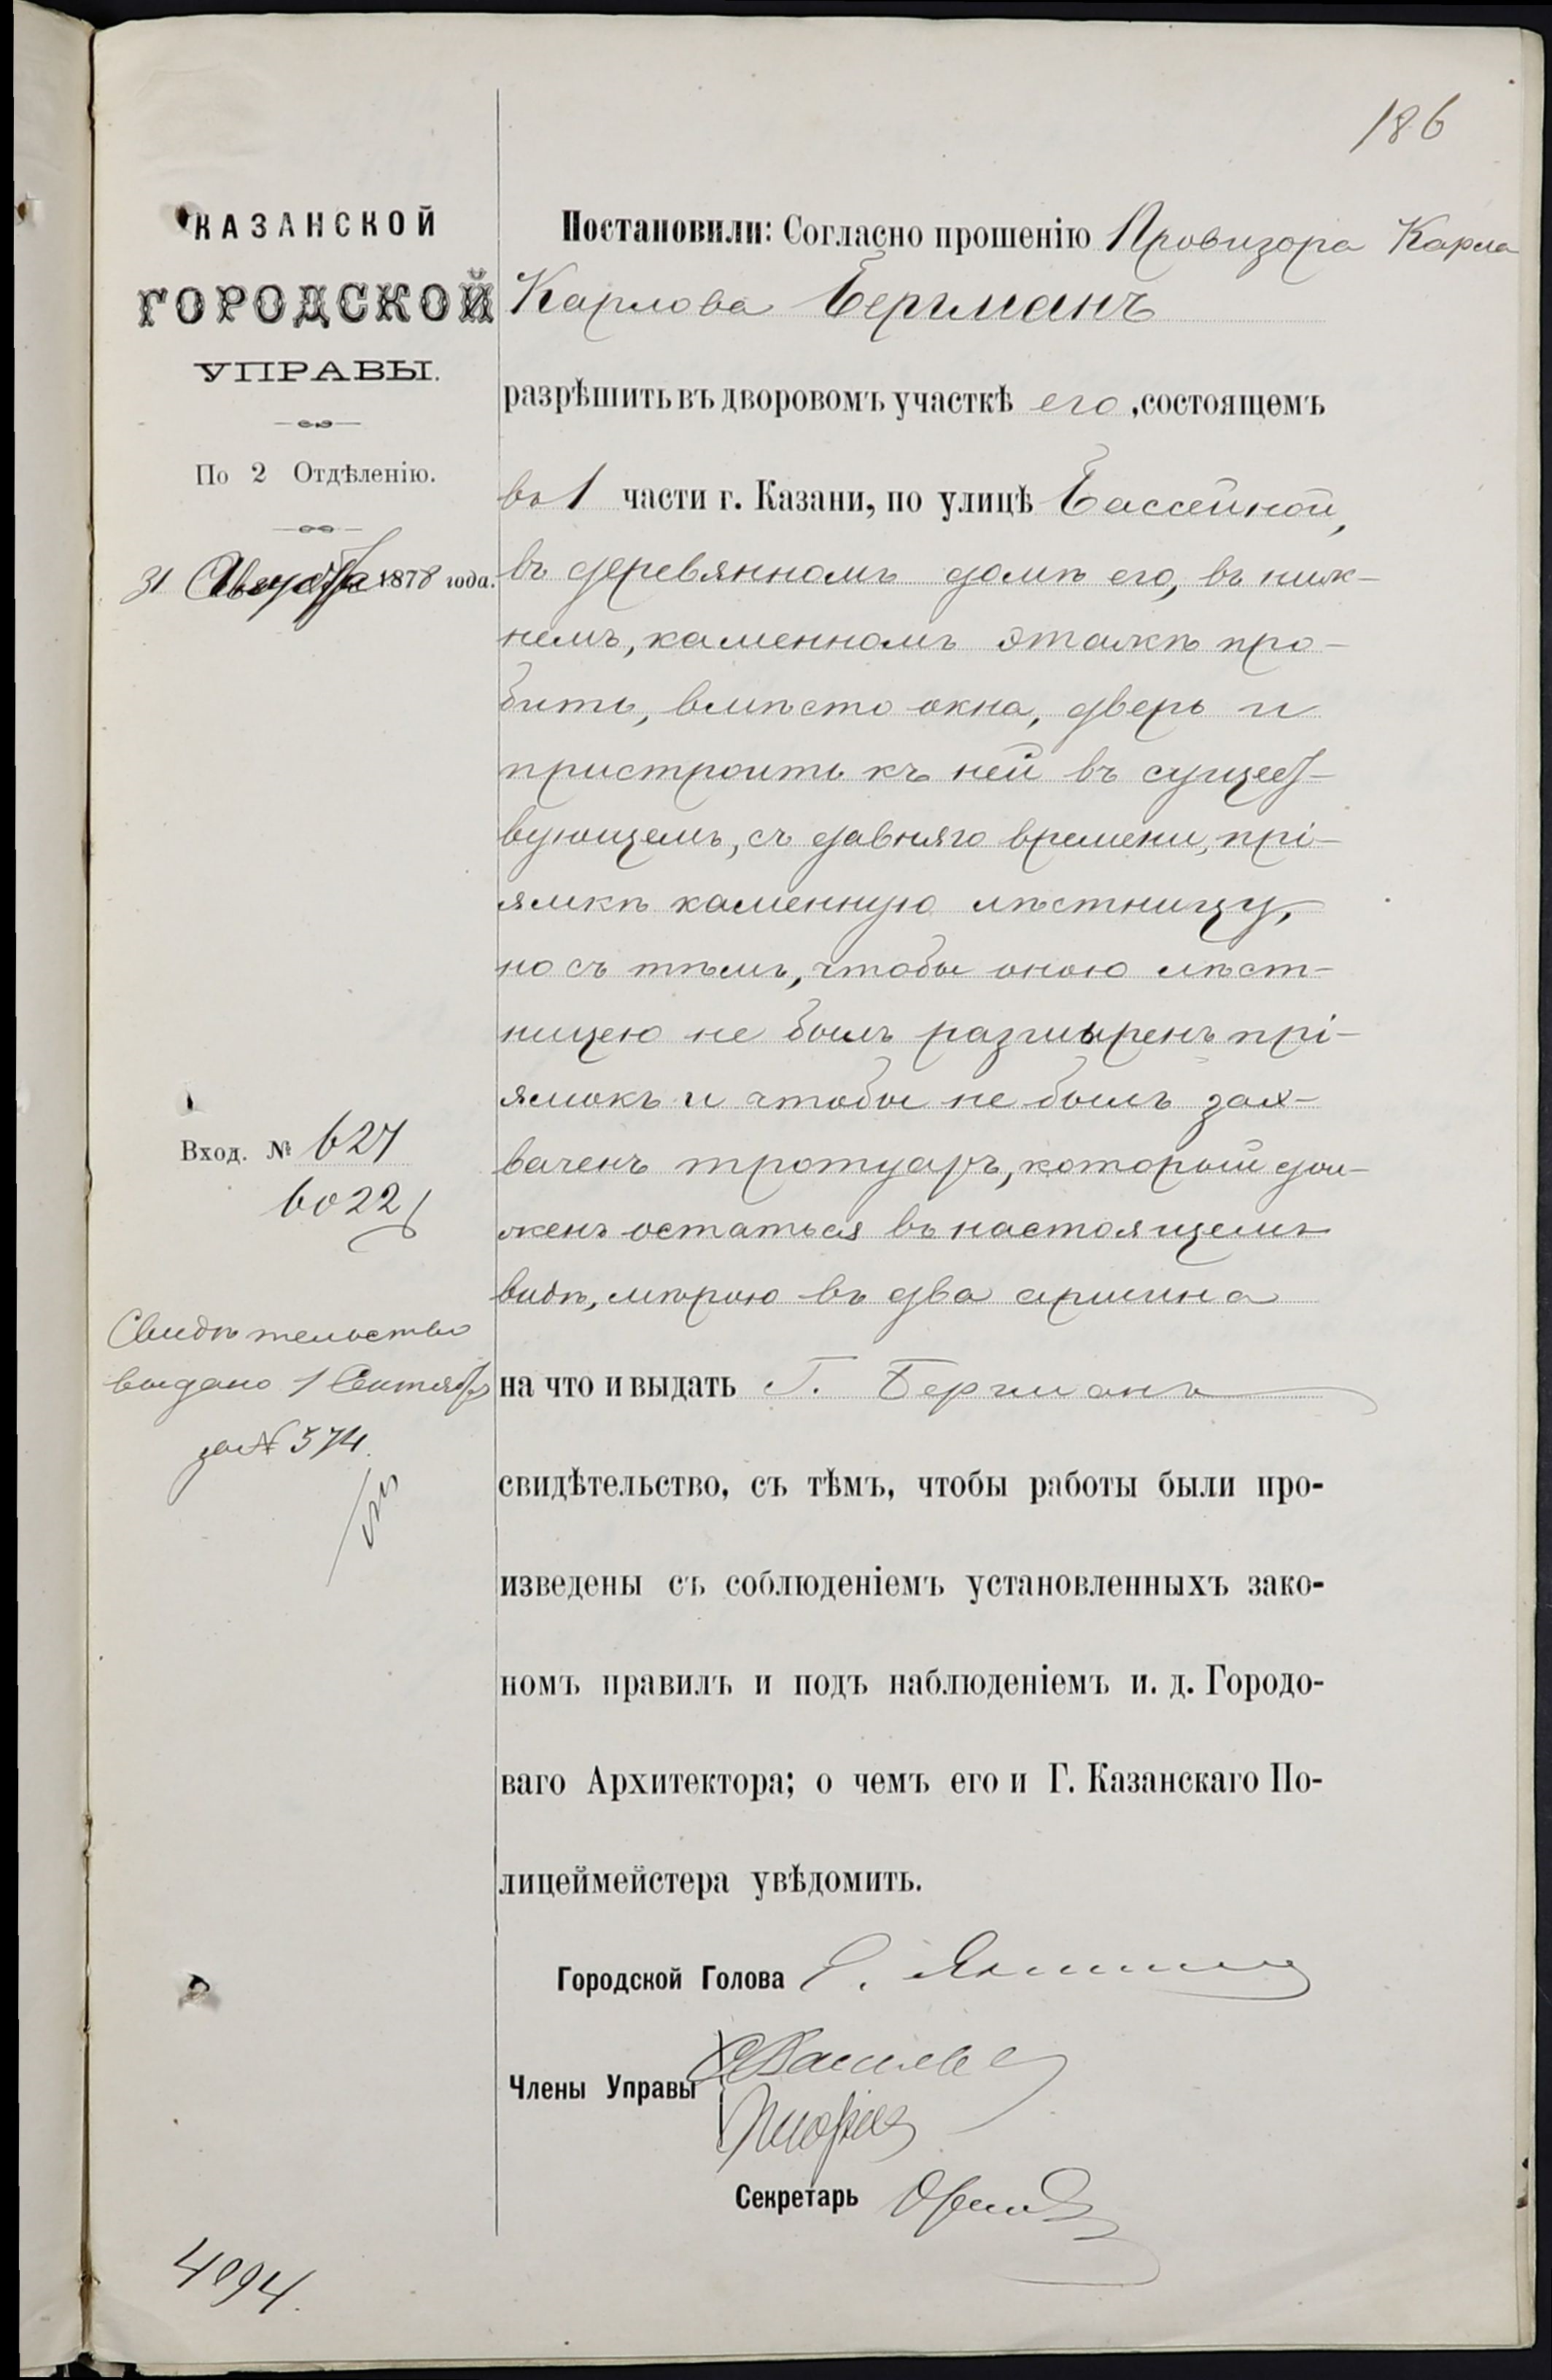 186
КАЗАНСКОЙ
ГОРОДСКОЙ
УПРАВЫ.
По 2 Отдѣленію.
31 Августа 1878 года.
Вход. № 627
6022
Свидѣтельство
выдано 1 Сентября
за № 574.
4094.
Постановили: Согласно прошенію Провизора Карла
Карлова Бергманъ
разрѣшить въ дворовомъ участкѣ его, состоящемъ
въ 1 части г. Казани, по улицѣ Бассейной,
въ деревянномъ домѣ его, въ ниж-
немъ, каменномъ этажѣ про-
бить, вмѣсто окна, дверь и
пристроить къ ней въ сущест-
вующемъ, съ давняго времени, прі-
ямкѣ каменную лѣстницу,
но съ тѣмъ, чтобы оною лѣст-
ницею не былъ разширенъ прі-
ямокъ и чтобы не былъ зах-
ваченъ тротуаръ, который дол-
женъ остаться въ настоящемъ
видѣ, мѣрою въ два аршина
на что и выдать Г. Бергманъ
свидѣтельство, съ тѣмъ, чтобы работы были про-
изведены съ соблюденіемъ установленныхъ зако-
номъ правилъ и подъ наблюденіемъ и. д. Городо-
ваго Архитектора; о чемъ его и Г. Казанскаго По-
лицеймейстера увѣдомить.
Городской Голова
Члены Управы
Секретарь